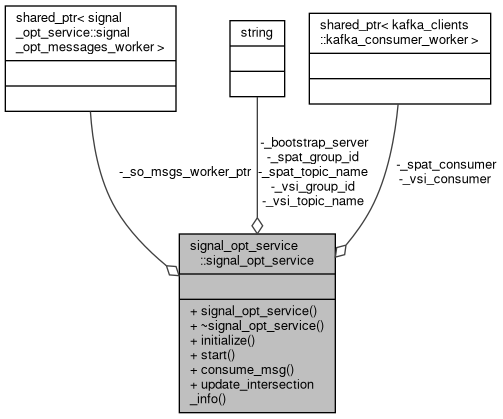 shared_ptr< signal
_opt_service::signal
_opt_messages_worker >
string
shared_ptr< kafka_clients
::kafka_consumer_worker >
-_so_msgs_worker_ptr
-_bootstrap_server
-_spat_group_id
-_spat_topic_name
-_vsi_group_id
-_vsi_topic_name
-_spat_consumer
-_vsi_consumer
signal_opt_service
::signal_opt_service
+ signal_opt_service()
+ ~signal_opt_service()
+ initialize()
+ start()
+ consume_msg()
+ update_intersection
_info()